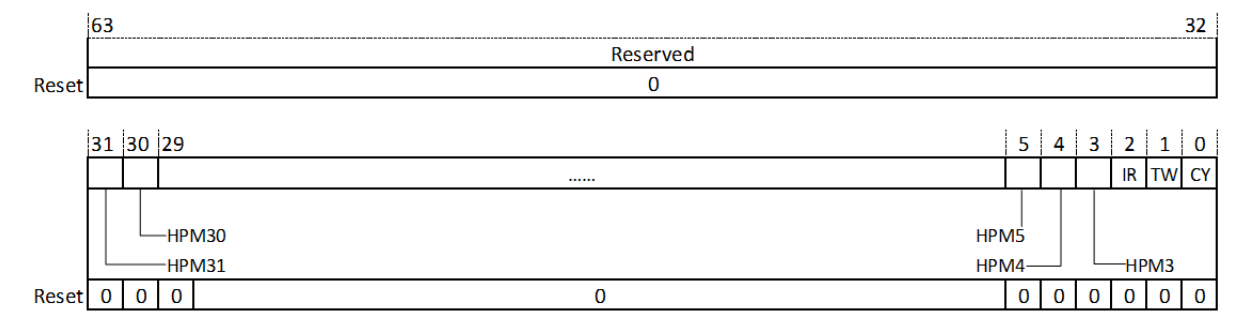 63 32
Reserved
Reset 0
31 30 29 5 4 3 2 1 0
...... IR TW CY
HPM30 HPM5
HPM31 HPM4 HPM3
Reset 0 0 0 0 0 0 0 0 0 0